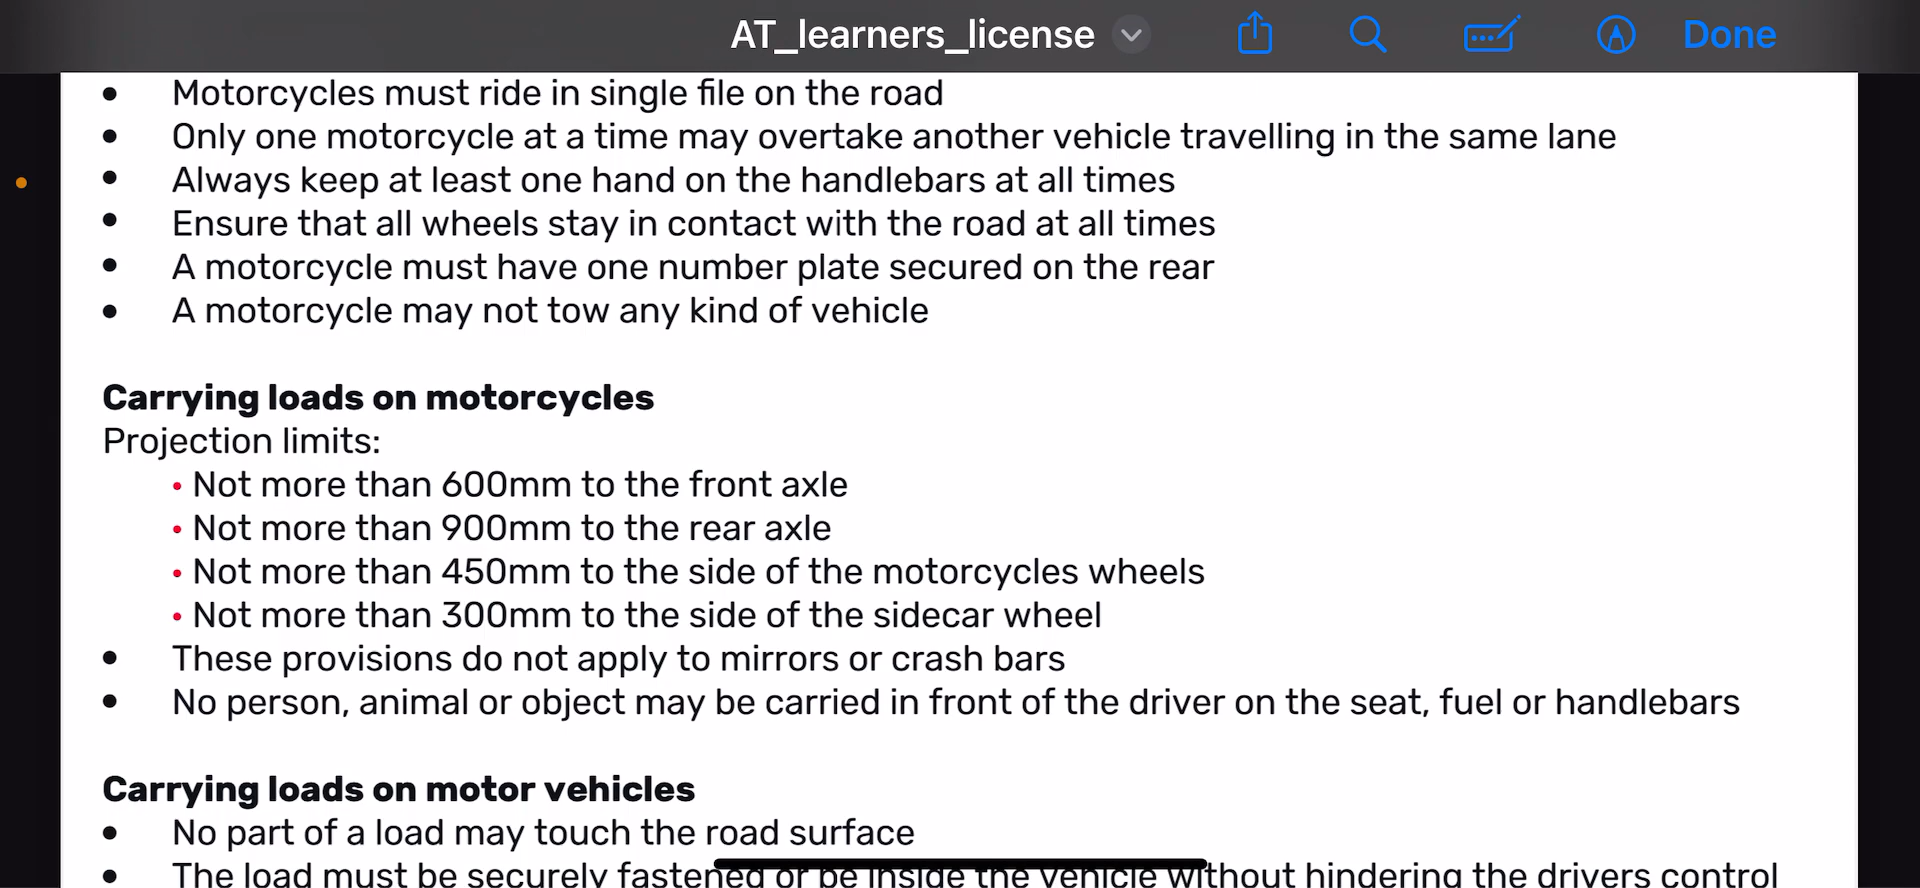 AT_learners_license
Done
• Motorcycles must ride in single file on the road
• Only one motorcycle at a time may overtake another vehicle travelling in the same lane
• Always keep at least one hand on the handlebars at all times
• Ensure that all wheels stay in contact with the road at all times
• A motorcycle must have one number plate secured on the rear
• A motorcycle may not tow any kind of vehicle
Carrying loads on motorcycles
Projection limits:
• Not more than 600mm to the front axle
• Not more than 900mm to the rear axle
• Not more than 450mm to the side of the motorcycles wheels
• Not more than 300mm to the side of the sidecar wheel
• These provisions do not apply to mirrors or crash bars
• No person, animal or object may be carried in front of the driver on the seat, fuel or handlebars
Carrying loads on motor vehicles
• No part of a load may touch the road surface
• The load must be securely fastened or be inside the vehicle without hindering the drivers control